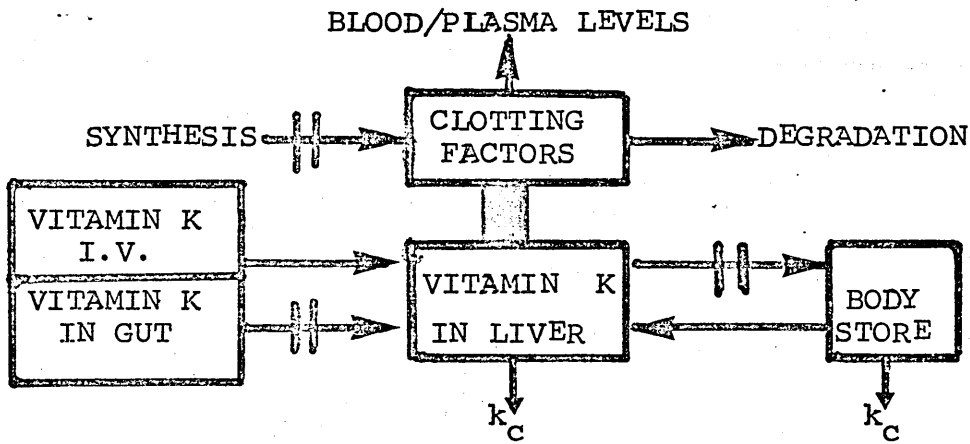 BLOOD/PLASMA LEVELS
SYNTHESIS
CLOTTING
FACTORS
DEGRADATION
VITAMIN K
I.V.
VITAMIN K
IN GUT
VITAMIN K
IN LIVER
BODY
STORE
kc
kc